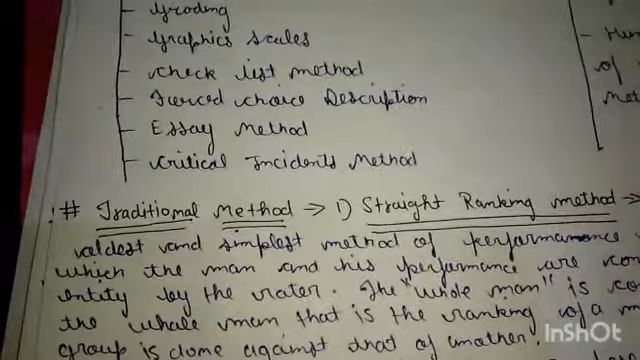 Grading
Graphics scales
Check list method
Forced choice Description
Essay Method
Critical Incidents Method
of
!# Traditional Method → 1) Straight Ranking method →
oldest and simplest method of performance
which the man and his performance are
entity by the rater. The "whole man" is
the whole man that is the ranking of a
group is done against that of another.
InShOt